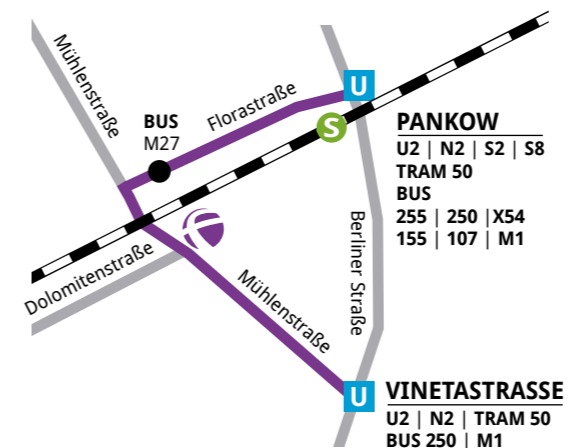 Mühlenstraße
BUS
M27
Florastraße
U
S
PANKOW
U2 | N2 | S2 | S8
TRAM 50
BUS
255 | 250 |X54
155 | 107 | M1
Dolomitenstraße
Mühlenstraße
Berliner Straße
U
VINETASTRASSE
U2 | N2 | TRAM 50
BUS 250 | M1